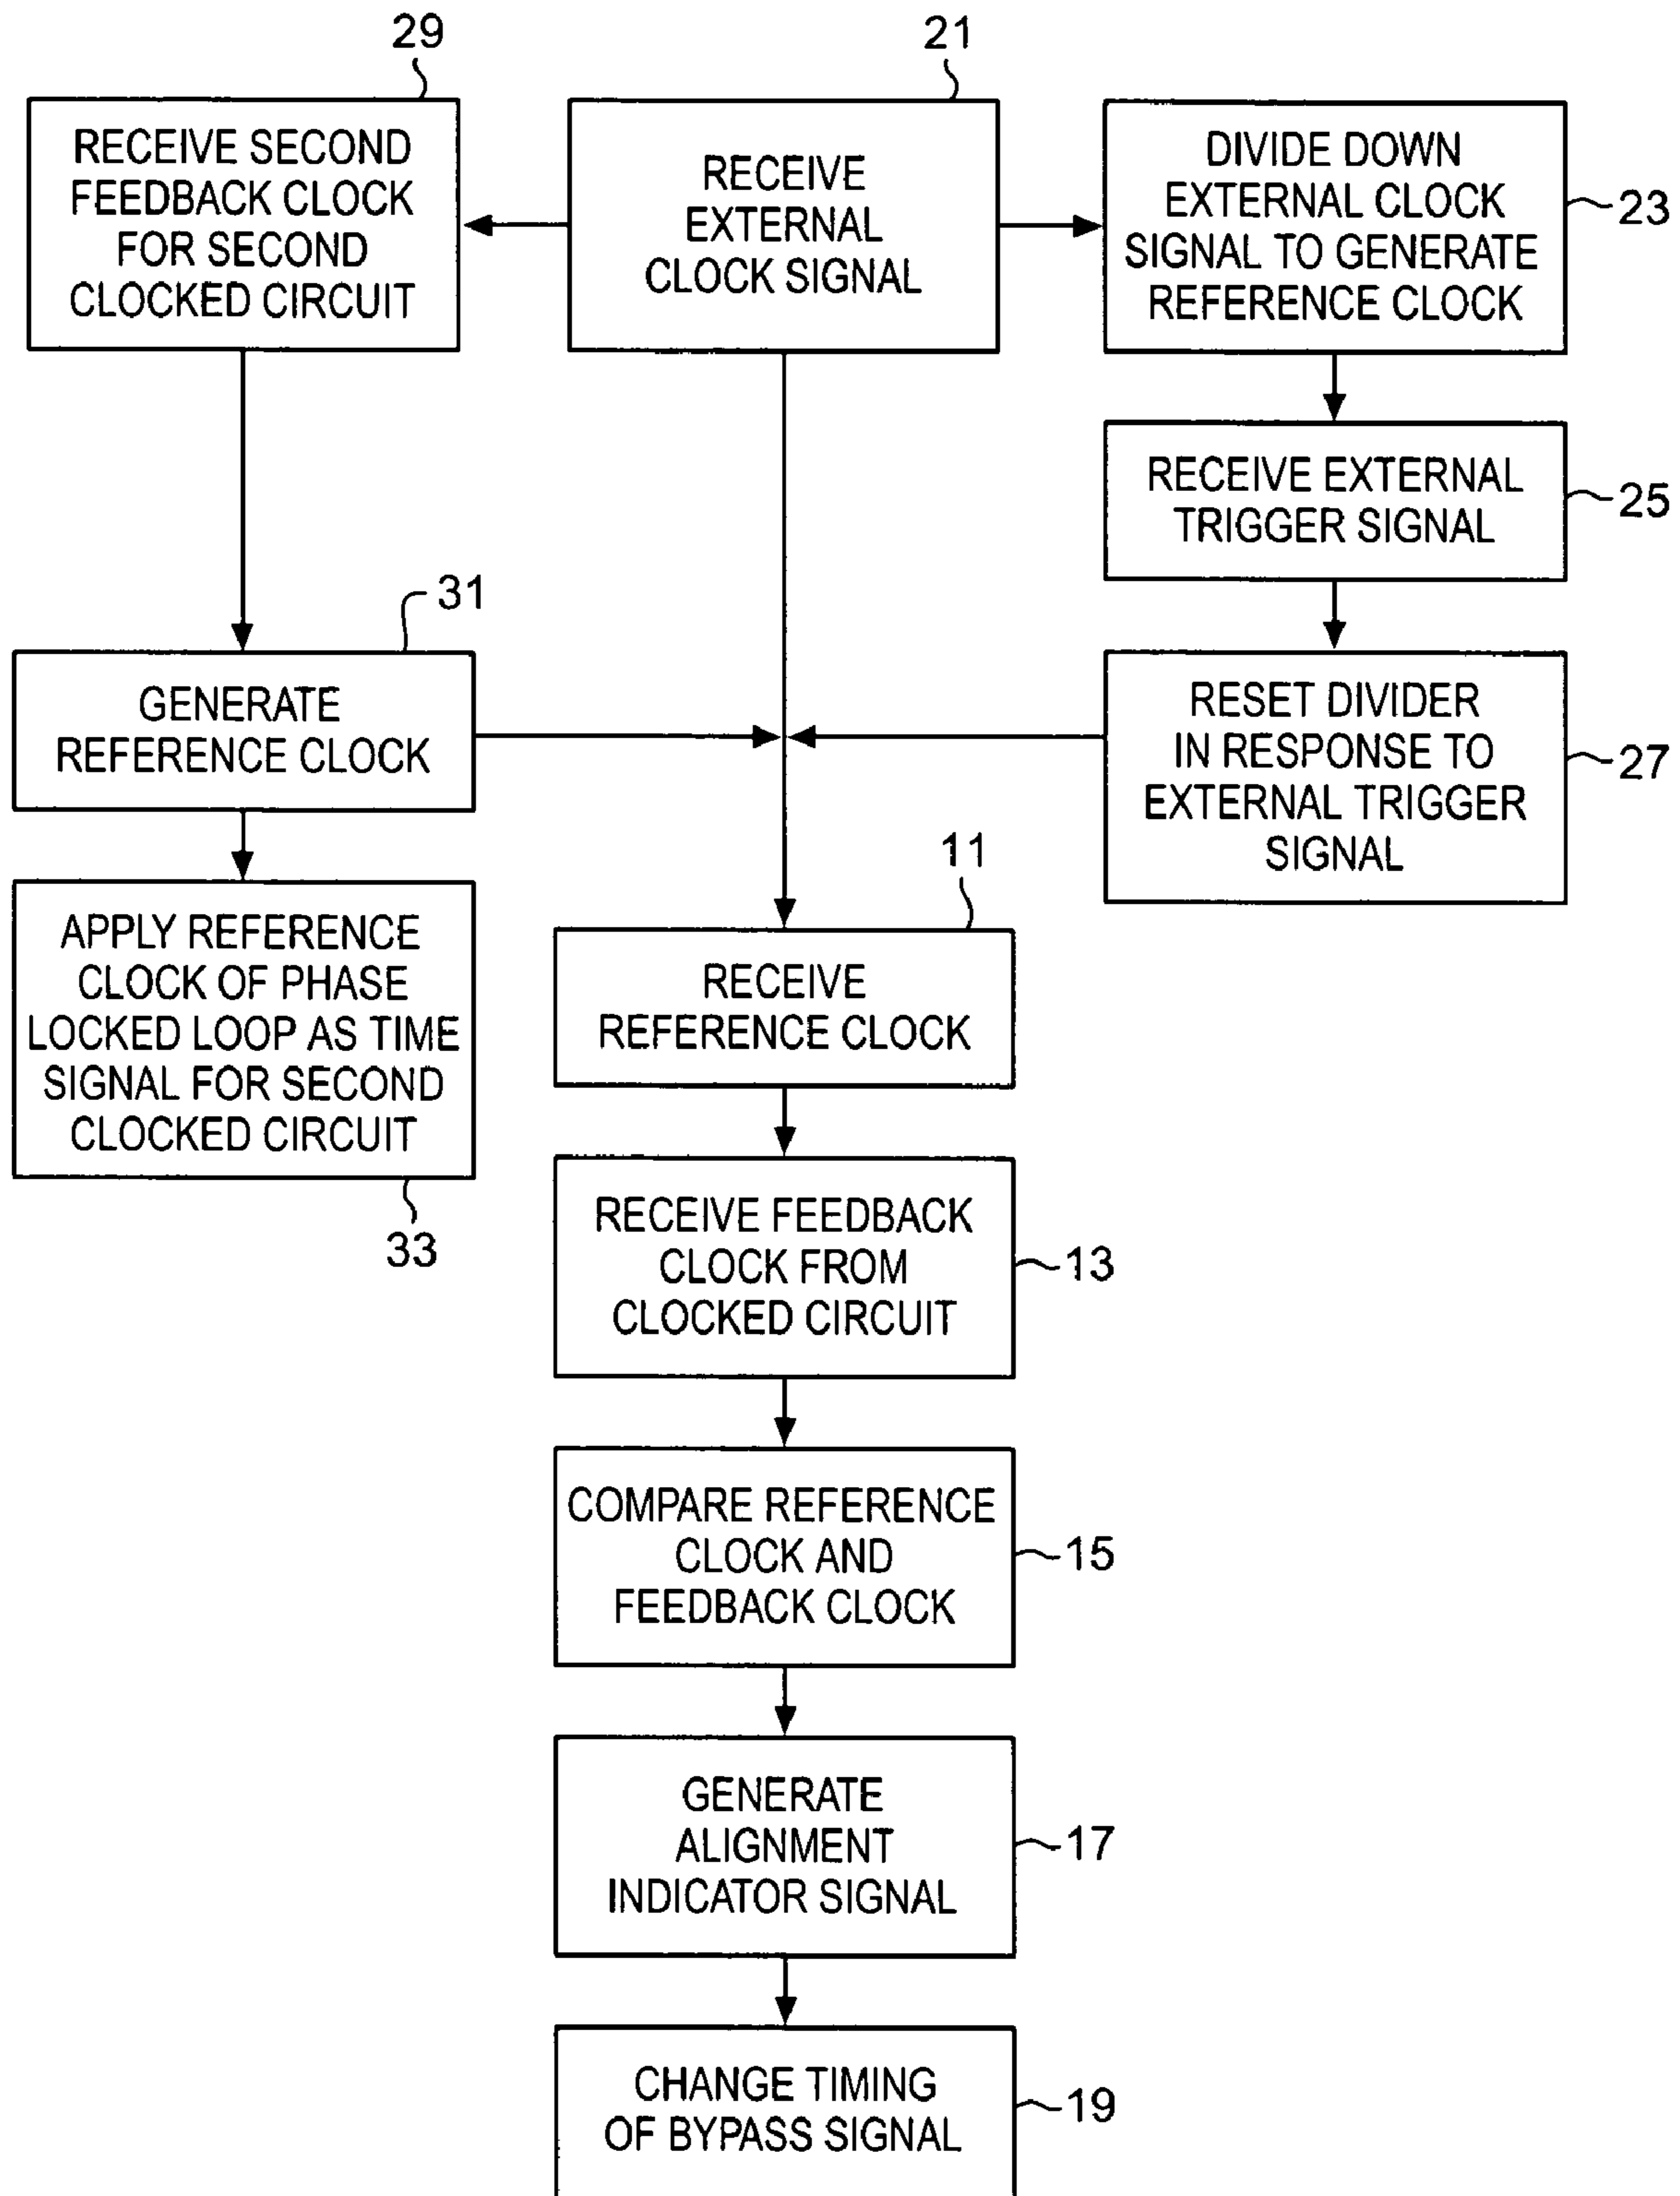 29
RECEIVE SECOND
FEEDBACK CLOCK
FOR SECOND
CLOCKED CIRCUIT
21
RECEIVE
EXTERNAL
CLOCK SIGNAL
DIVIDE DOWN
EXTERNAL CLOCK
SIGNAL TO GENERATE
REFERENCE CLOCK
23
RECEIVE EXTERNAL
TRIGGER SIGNAL
25
31
GENERATE
REFERENCE CLOCK
RESET DIVIDER
IN RESPONSE TO
EXTERNAL TRIGGER
SIGNAL
27
APPLY REFERENCE
CLOCK OF PHASE
LOCKED LOOP AS TIME
SIGNAL FOR SECOND
CLOCKED CIRCUIT
33
11
RECEIVE
REFERENCE CLOCK
RECEIVE FEEDBACK
CLOCK FROM
CLOCKED CIRCUIT
13
COMPARE REFERENCE
CLOCK AND
FEEDBACK CLOCK
15
GENERATE
ALIGNMENT
INDICATOR SIGNAL
17
CHANGE TIMING
OF BYPASS SIGNAL
19